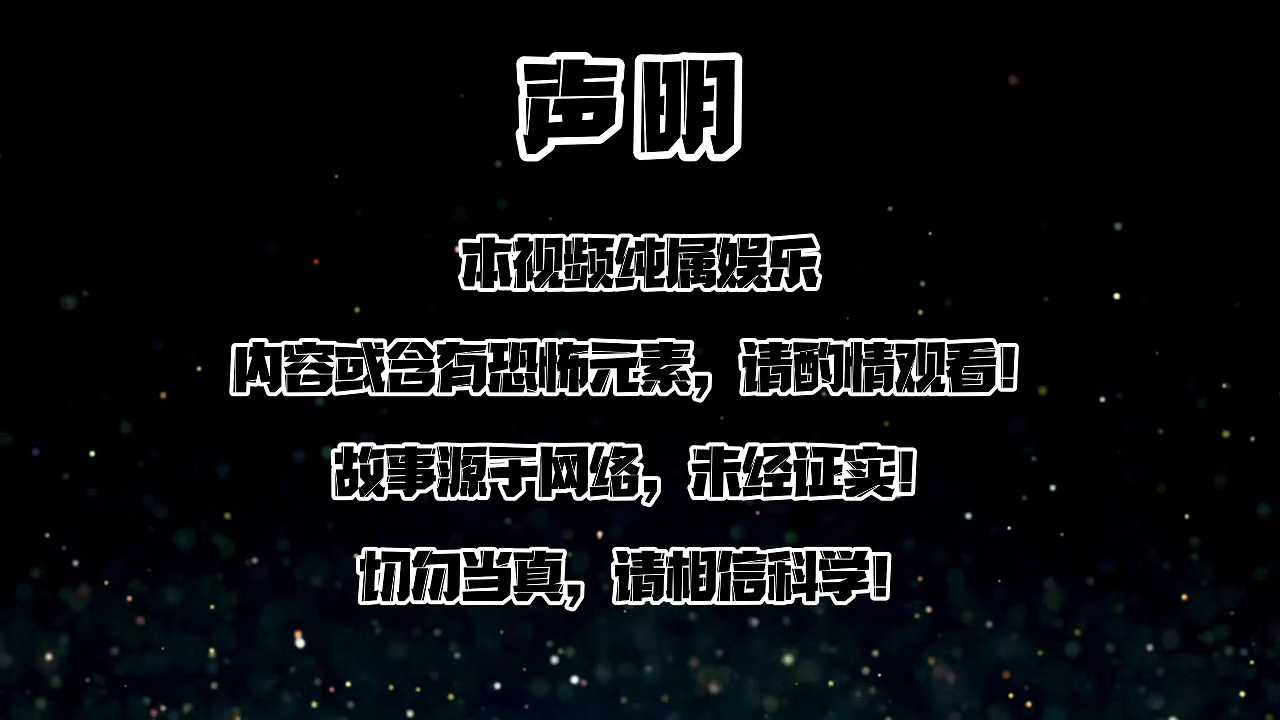 声明
本视频纯属娱乐
内容或含有恐怖元素，请酌情观看！
故事源于网络，未经证实！
切勿当真，请相信科学！